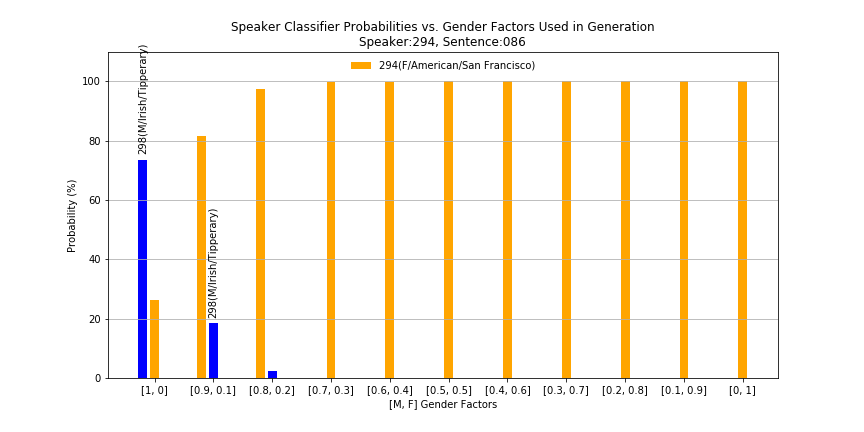 Speaker Classifier Probabilities vs. Gender Factors Used in Generation
Speaker:294, Sentence:086
294(F/American/San Francisco)
298(M/Irish/Tipperary)
298(M/Irish/Tipperary)
Probability (%)
100
80
60
40
20
0
[1, 0] [0.9, 0.1] [0.8, 0.2] [0.7, 0.3] [0.6, 0.4] [0.5, 0.5] [0.4, 0.6] [0.3, 0.7] [0.2, 0.8] [0.1, 0.9] [0, 1]
[M, F] Gender Factors